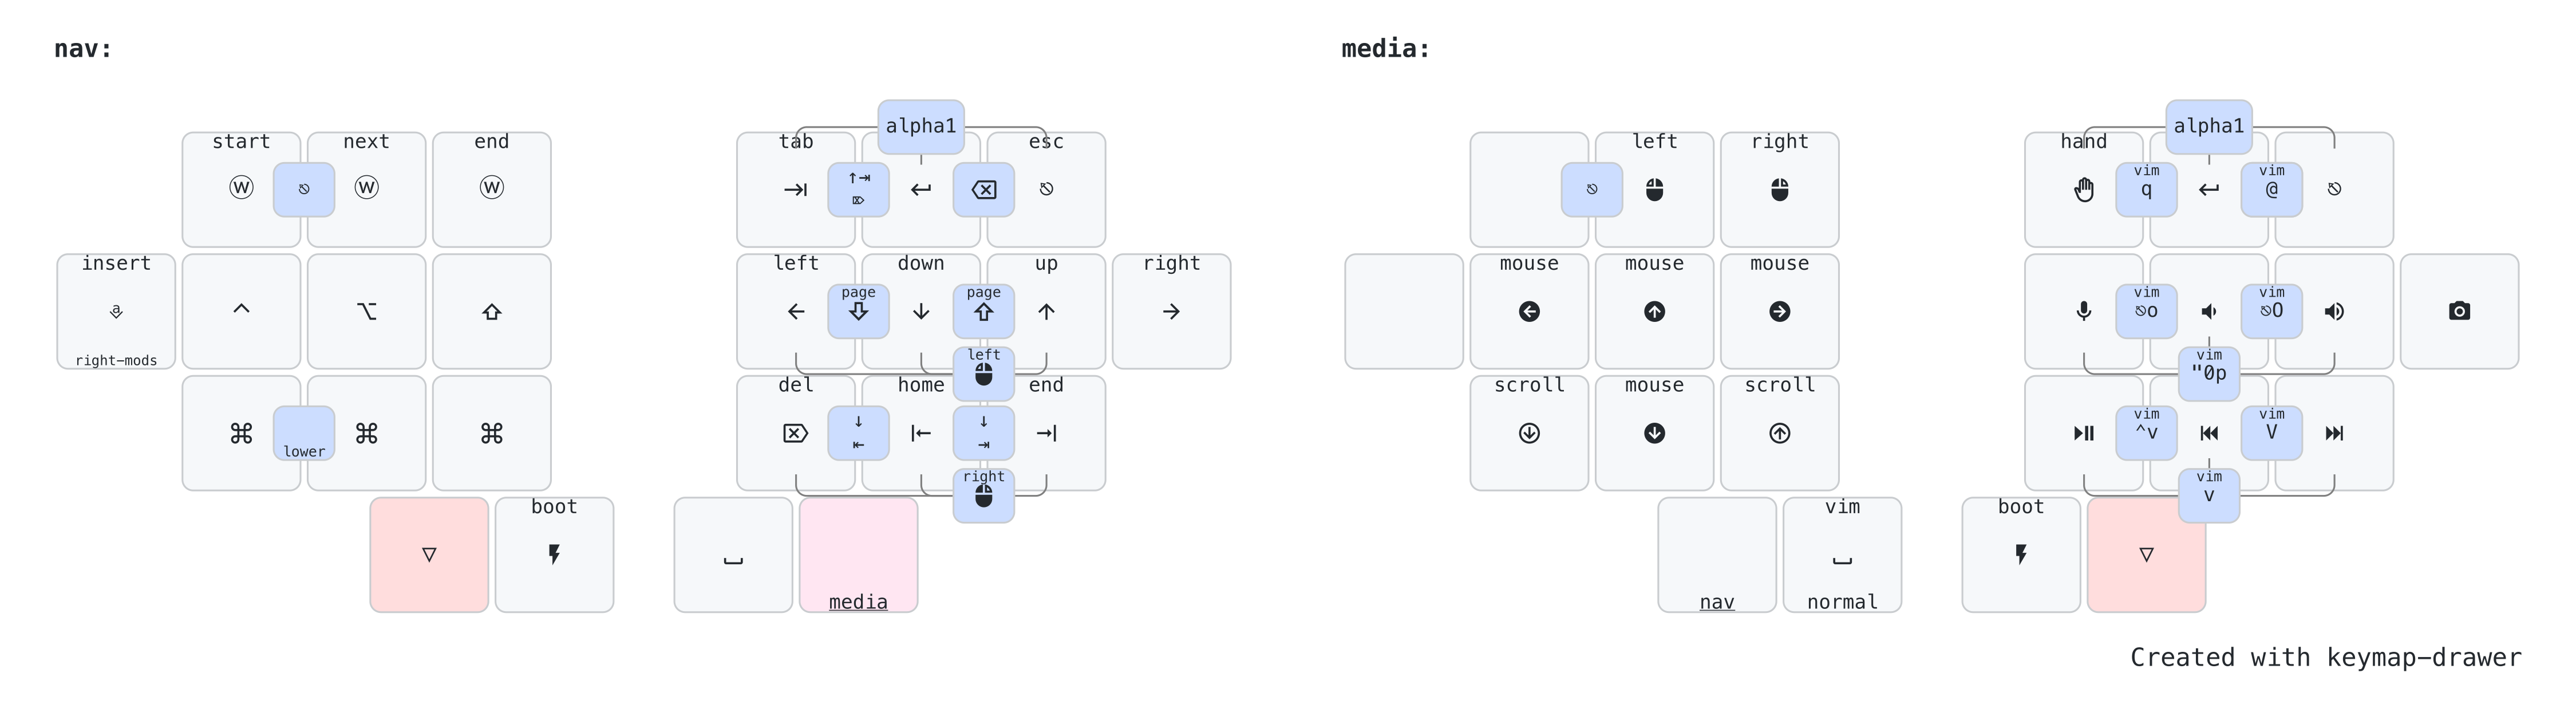 nav: media:
alpha1 alpha1
start next end tab esc left right hand
Ⓦ Ⓦ Ⓦ vim q vim @
insert left down up right mouse mouse mouse
a page page vim o vim O
right-mods
left vim "0p
del home end scroll mouse scroll
vim ^v vim V
lower
right vim v
boot vim boot
media nav normal
Created with keymap-drawer